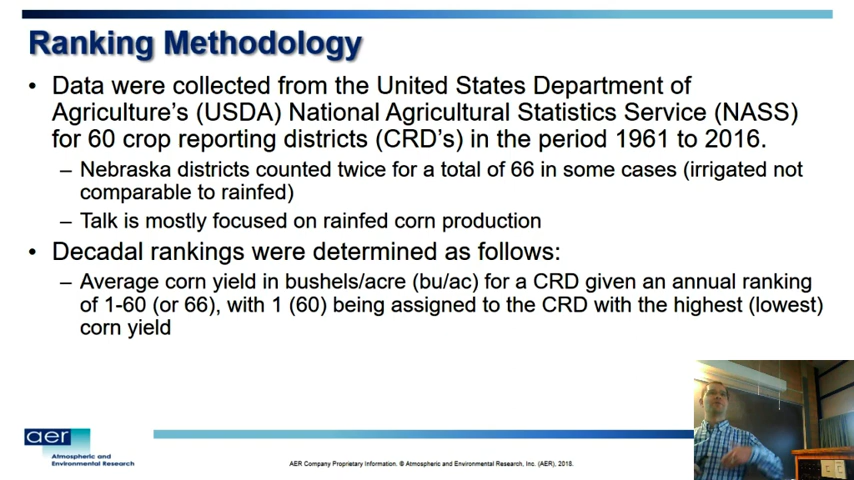 Ranking Methodology
• Data were collected from the United States Department of
Agriculture's (USDA) National Agricultural Statistics Service (NASS)
for 60 crop reporting districts (CRD's) in the period 1961 to 2016.
– Nebraska districts counted twice for a total of 66 in some cases (irrigated not
comparable to rainfed)
– Talk is mostly focused on rainfed corn production
• Decadal rankings were determined as follows:
– Average corn yield in bushels/acre (bu/ac) for a CRD given an annual ranking
of 1-60 (or 66), with 1 (60) being assigned to the CRD with the highest (lowest)
corn yield
aer
Atmospheric and
Environmental Research
AER Company Proprietary Information. © Atmospheric and Environmental Research, Inc. (AER), 2018.